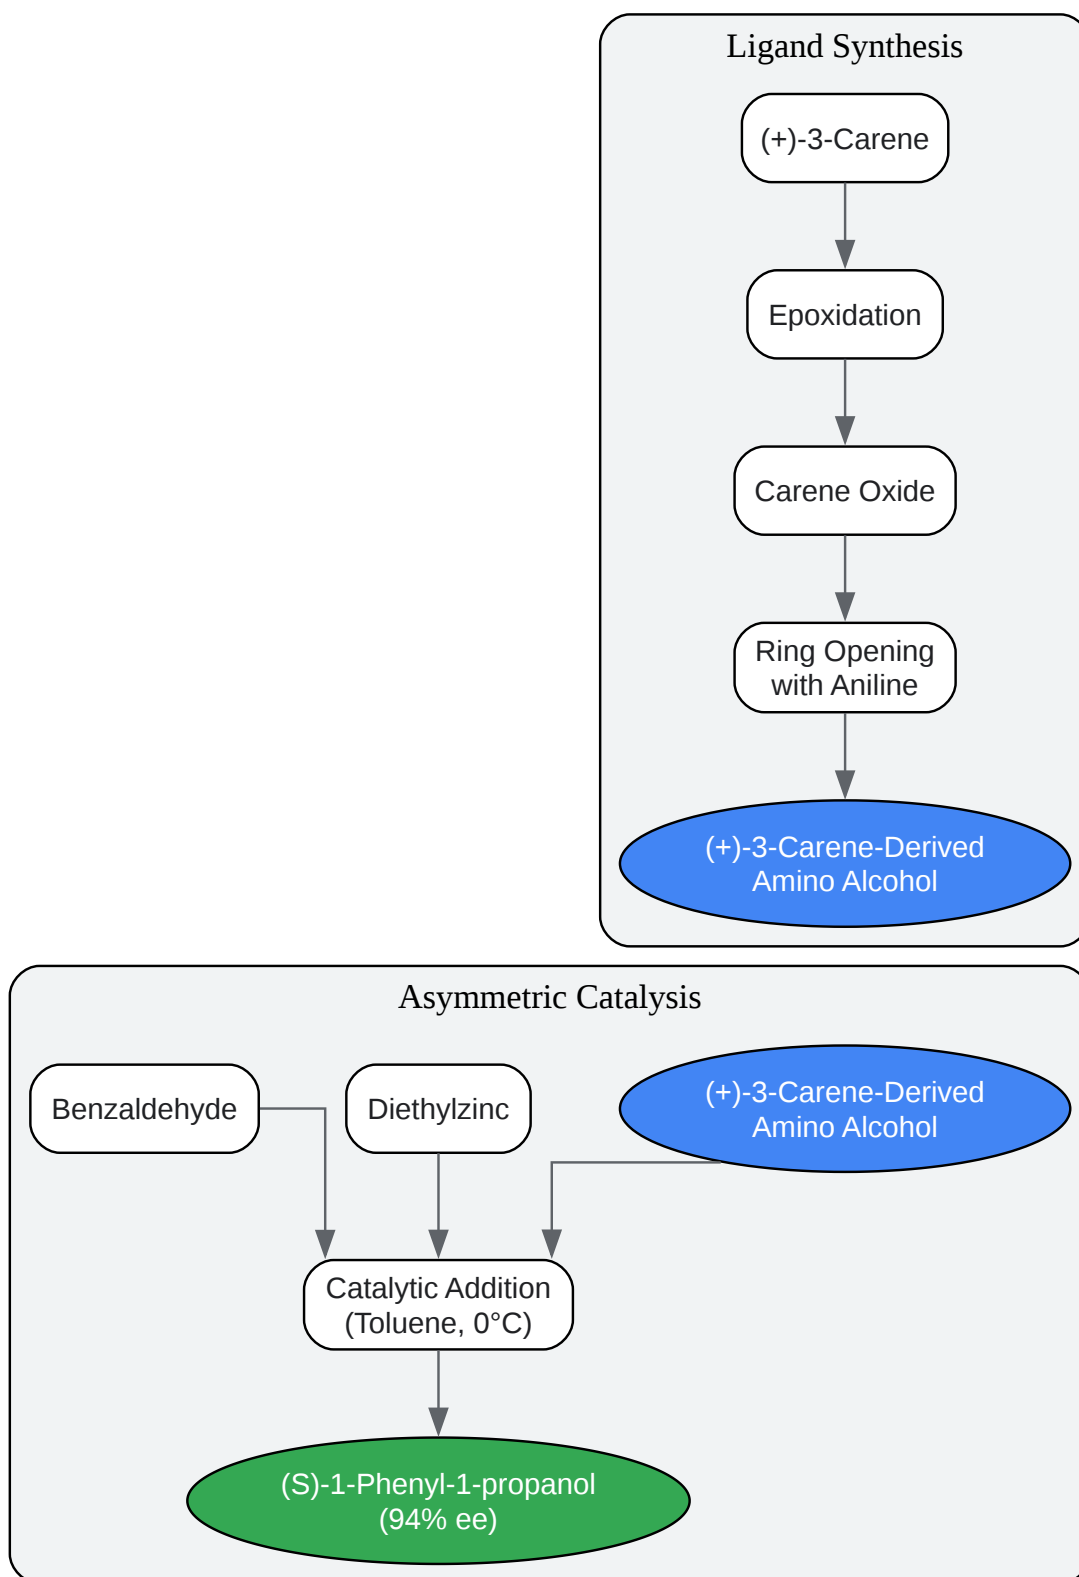 Ligand Synthesis
(+)-3-Carene
Epoxidation
Carene Oxide
Ring Opening
with Aniline
(+)-3-Carene-Derived
Amino Alcohol
Asymmetric Catalysis
Benzaldehyde
Diethylzinc
(+)-3-Carene-Derived
Amino Alcohol
Catalytic Addition
(Toluene, 0°C)
(S)-1-Phenyl-1-propanol
(94% ee)